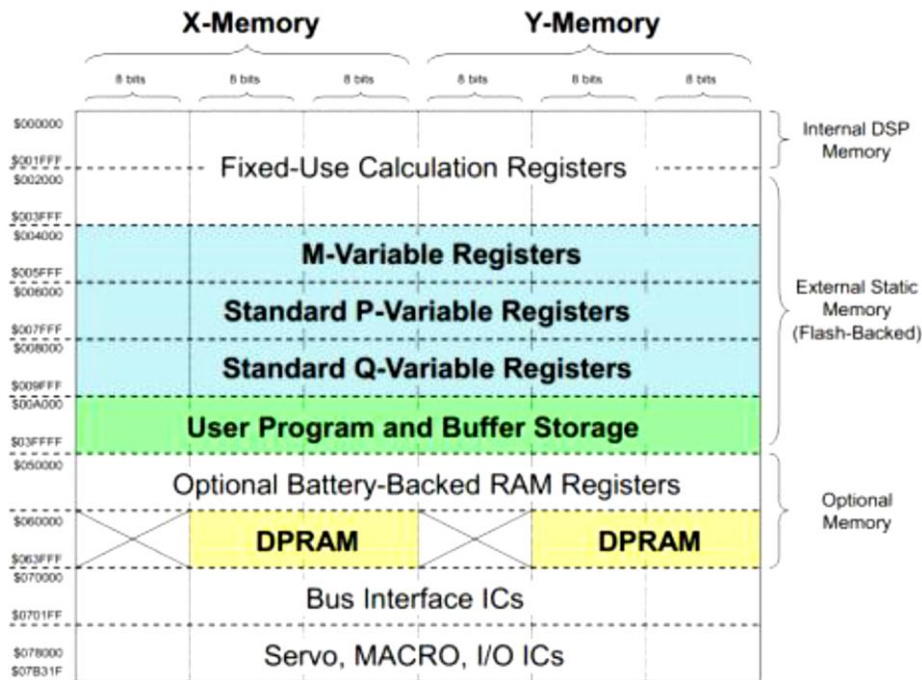 X-Memory Y-Memory
8 bits 8 bits 8 bits 8 bits 8 bits 8 bits
$000000
Internal DSP
Memory
$001FFF
Fixed-Use Calculation Registers
$002000
$003FFF
$004000
M-Variable Registers
$005FFF
$006000
External Static
Memory
(Flash-Backed)
Standard P-Variable Registers
$007FFF
$008000
Standard Q-Variable Registers
$009FFF
$00A000
User Program and Buffer Storage
$03FFFF
$050000
Optional Battery-Backed RAM Registers
Optional
Memory
$060000
DPRAM DPRAM
$063FFF
$070000
Bus Interface ICs
$0701FF
$078000
Servo, MACRO, I/O ICs
$07B31F